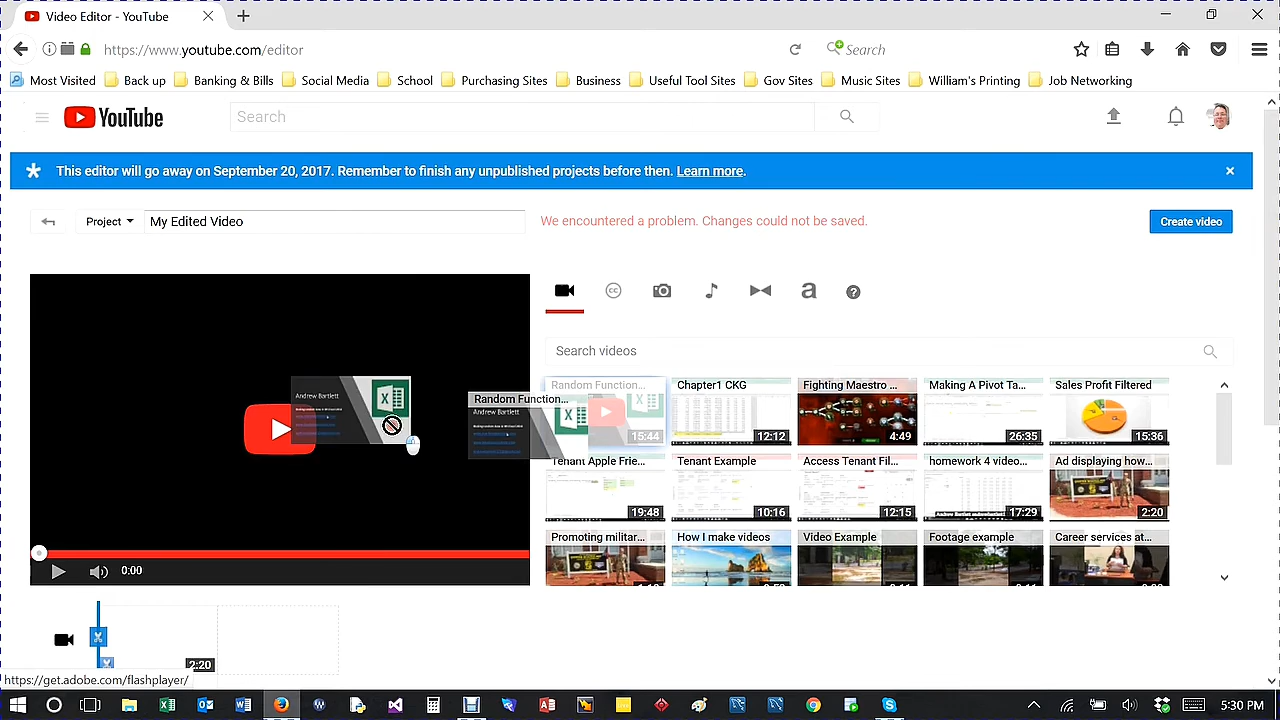 Video Editor - YouTube
https://www.youtube.com/editor
Search
Most Visited
Back up
Banking & Bills
Social Media
School
Purchasing Sites
Business
Useful Tool Sites
Gov Sites
Music Sites
William's Printing
Job Networking
YouTube
Search
This editor will go away on September 20, 2017. Remember to finish any unpublished projects before then. Learn more.
Project
My Edited Video
We encountered a problem. Changes could not be saved.
Create video
Search videos
Andrew Bartlett
Random Function...
Andrew Bartlett
Random Function...
15:44
Chapter1 CKG
12:12
Fighting Maestro ...
4:49
Making A Pivot Ta...
26:35
Sales Profit Filtered
15:36
Tenant Apple Frie...
19:48
Tenant Example
10:16
Access Tenant Fil...
12:15
homework 4 video...
17:29
Ad displaying how...
2:20
Promoting militar...
How I make videos
Video Example
Footage example
Career services at...
0:00
2:20
https://get.adobe.com/flashplayer/
5:30 PM